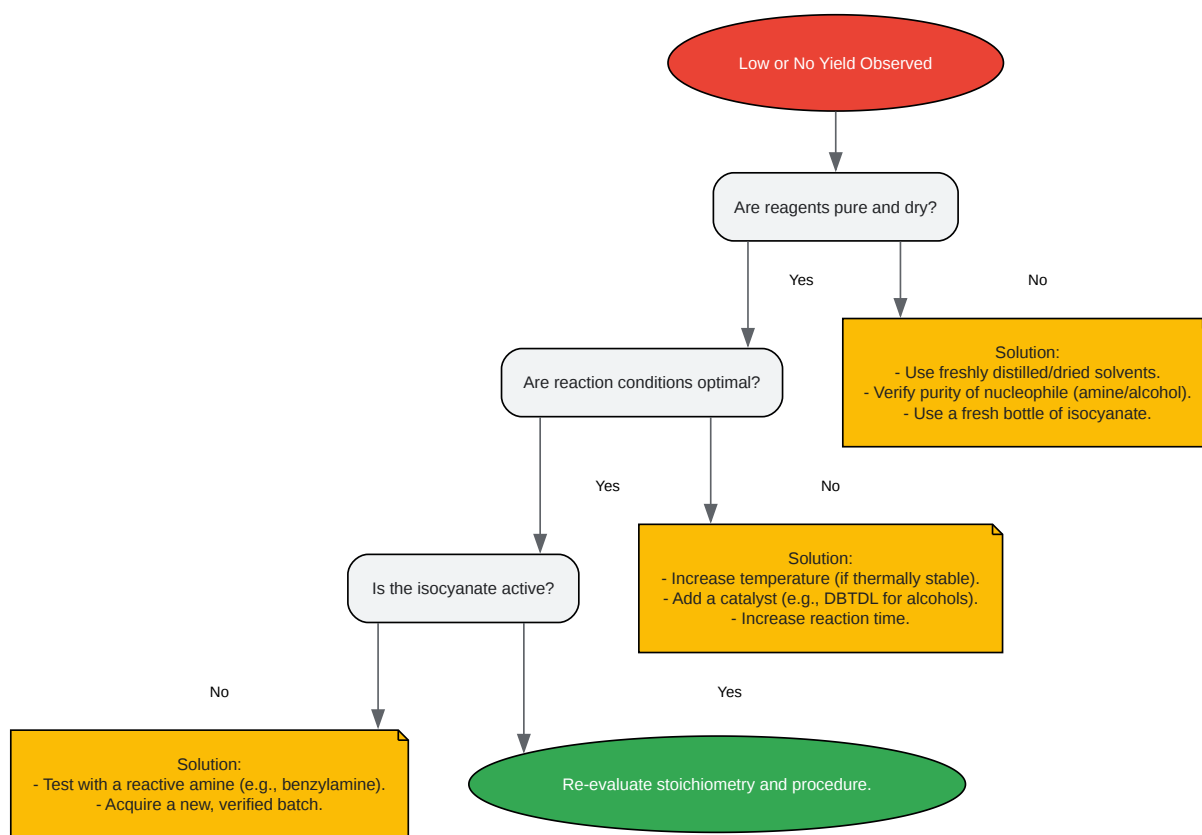 Low or No Yield Observed
Are reagents pure and dry?
Yes
No
Solution:
- Use freshly distilled/dried solvents.
- Verify purity of nucleophile (amine/alcohol).
- Use a fresh bottle of isocyanate.
Are reaction conditions optimal?
Yes
No
Solution:
- Increase temperature (if thermally stable).
- Add a catalyst (e.g., DBTDL for alcohols).
- Increase reaction time.
Is the isocyanate active?
No
Yes
Solution:
- Test with a reactive amine (e.g., benzylamine).
- Acquire a new, verified batch.
Re-evaluate stoichiometry and procedure.